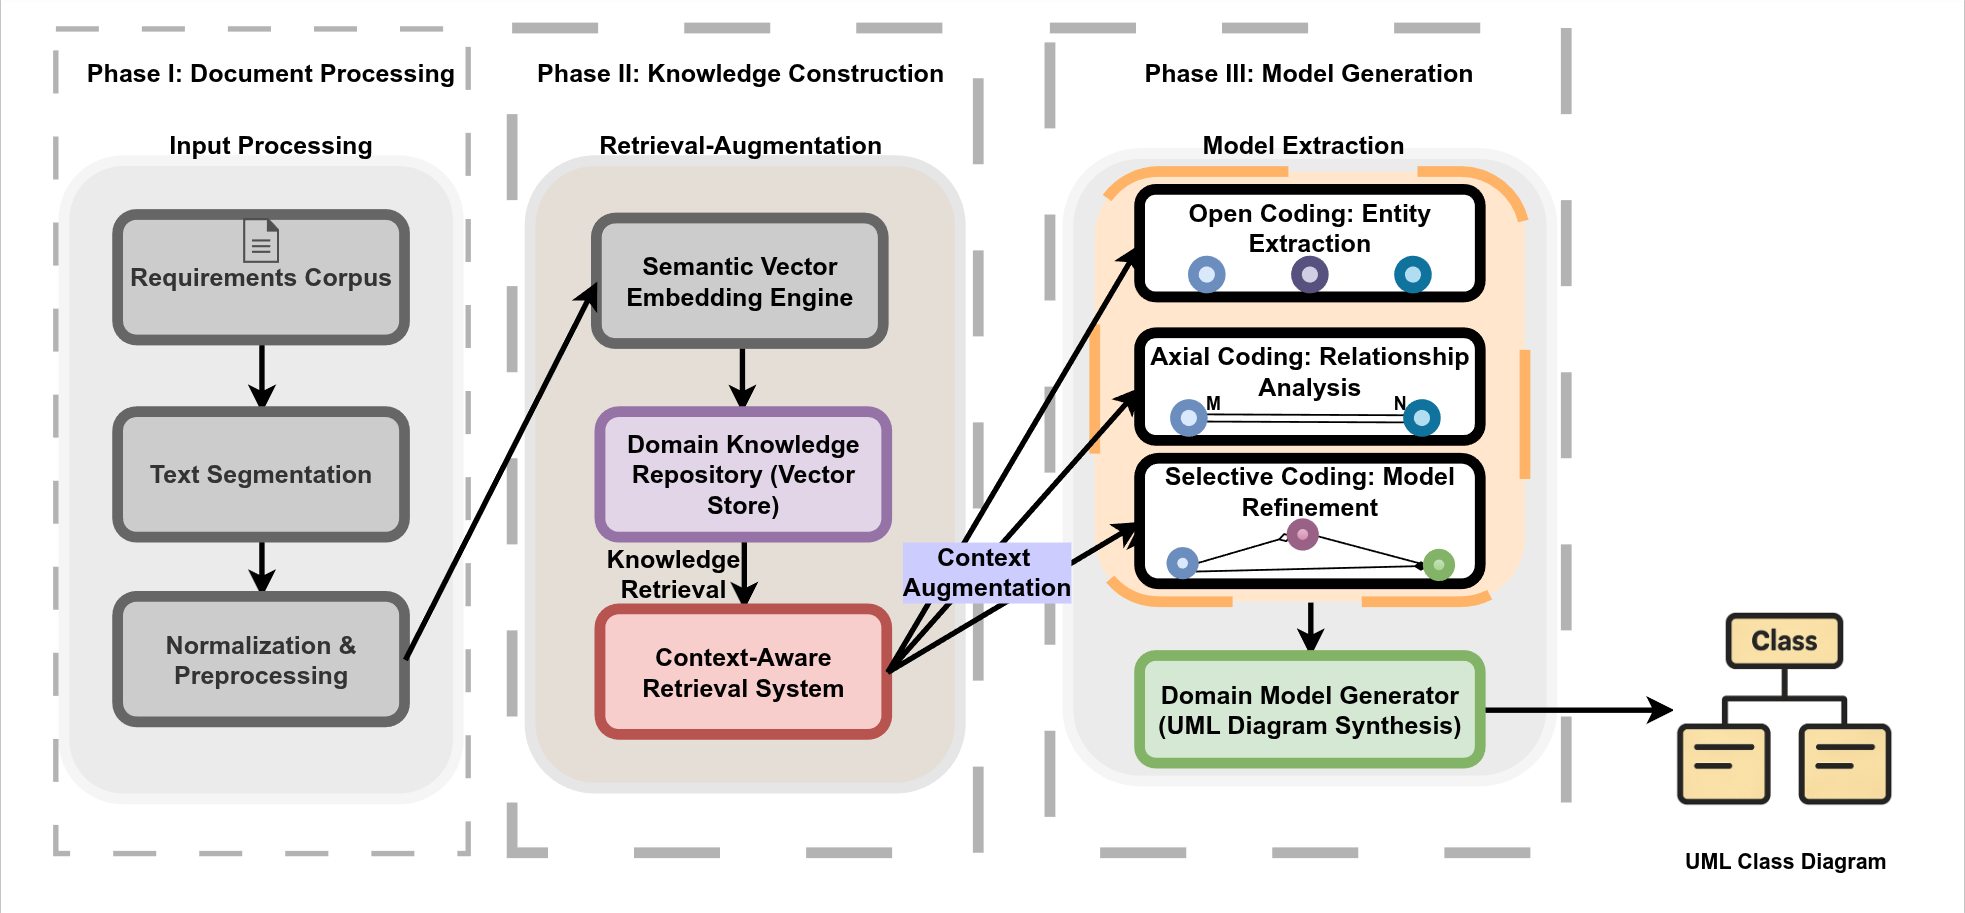 Phase I: Document Processing
Input Processing
Requirements Corpus
Text Segmentation
Normalization &
Preprocessing
Phase II: Knowledge Construction
Retrieval-Augmentation
Semantic Vector
Embedding Engine
Domain Knowledge
Repository (Vector
Store)
Knowledge
Retrieval
Context-Aware
Retrieval System
Context
Augmentation
Phase III: Model Generation
Model Extraction
Open Coding: Entity
Extraction
Axial Coding: Relationship
Analysis
M N
Selective Coding: Model
Refinement
Domain Model Generator
(UML Diagram Synthesis)
Class
UML Class Diagram